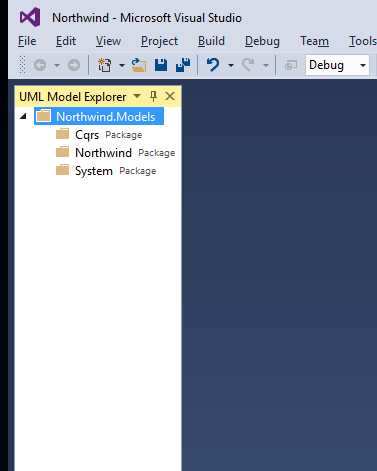 Northwind - Microsoft Visual Studio
File Edit View Project Build Debug Team Tools
Debug
UML Model Explorer
Northwind.Models
Cqrs Package
Northwind Package
System Package